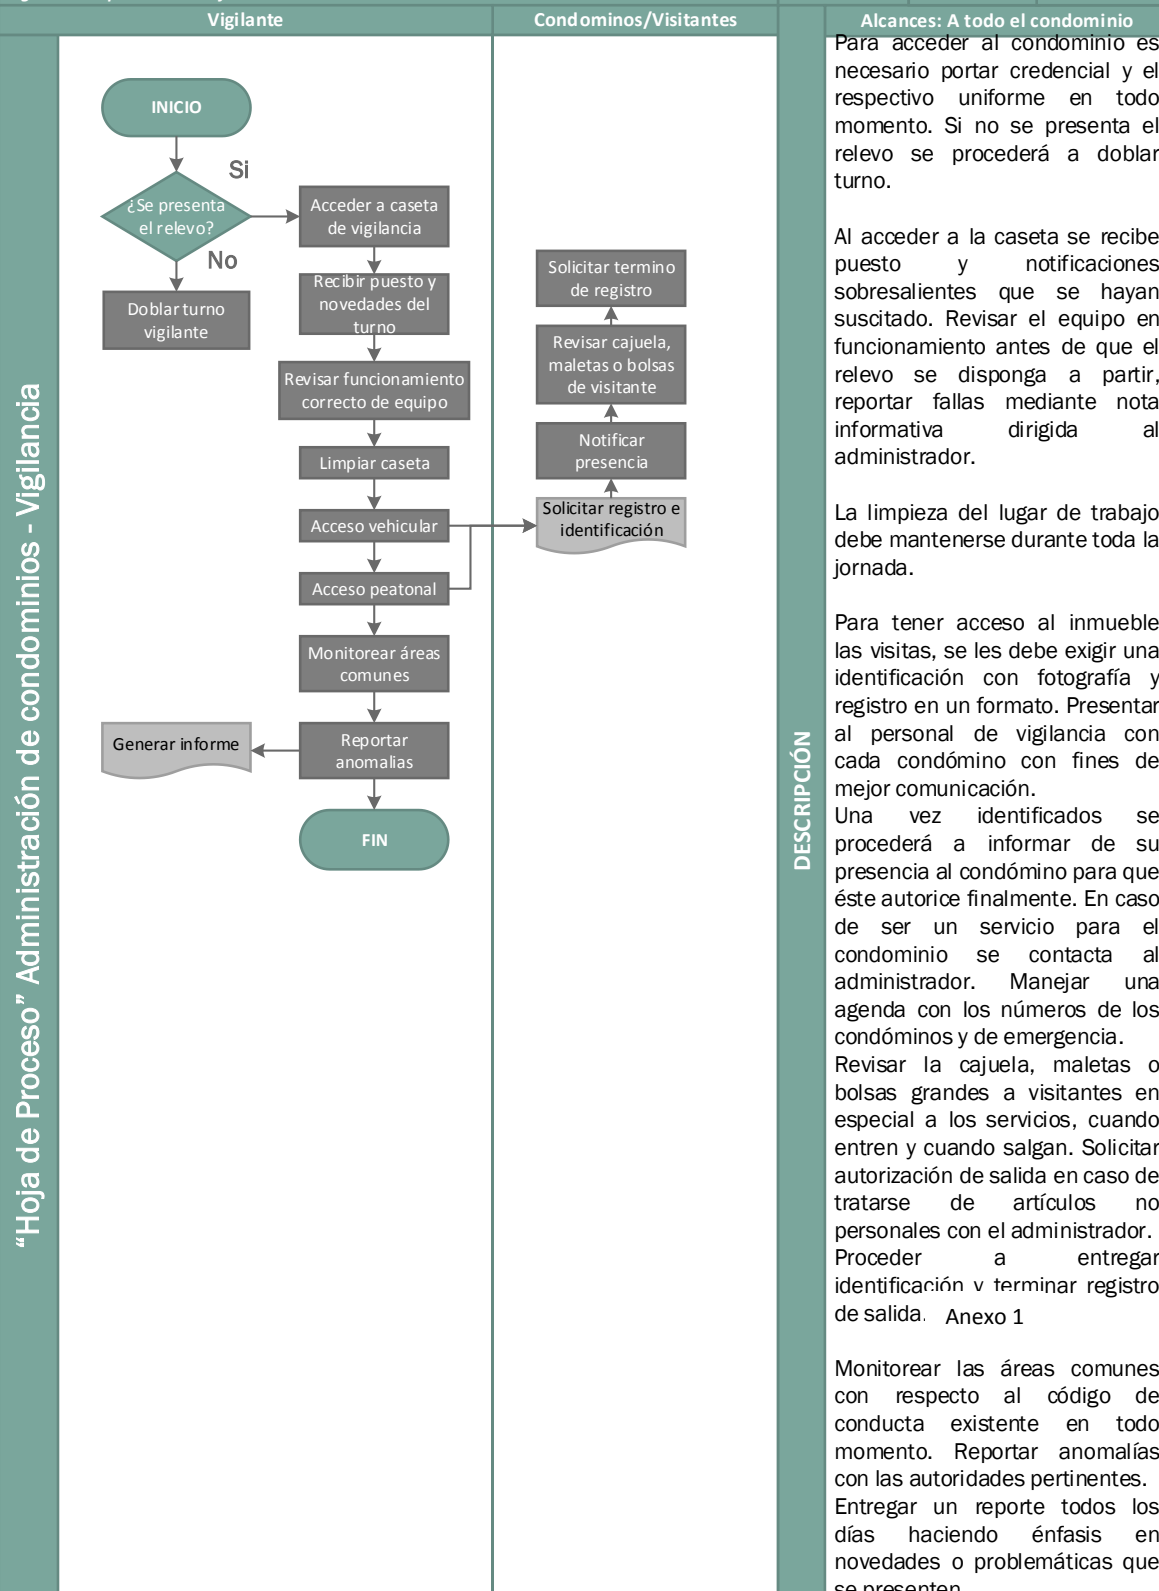 Vigilante
Condominos/Visitantes
Alcances: A todo el condominio
"Hoja de Proceso" Administración de condominios - Vigilancia
INICIO
Si
¿Se presenta
el relevo?
No
Doblar turno
vigilante
Acceder a caseta
de vigilancia
Recibir puesto y
novedades del
turno
Revisar funcionamiento
correcto de equipo
Limpiar caseta
Acceso vehicular
Acceso peatonal
Monitorear áreas
comunes
Reportar
anomalias
Generar informe
FIN
Solicitar termino
de registro
Revisar cajuela,
maletas o bolsas
de visitante
Notificar
presencia
Solicitar registro e
identificación
DESCRIPCIÓN
Para acceder al condominio es
necesario portar credencial y el
respectivo uniforme en todo
momento. Si no se presenta el
relevo se procederá a doblar
turno.
Al acceder a la caseta se recibe
puesto y notificaciones
sobresalientes que se hayan
suscitado. Revisar el equipo en
funcionamiento antes de que el
relevo se disponga a partir,
reportar fallas mediante nota
informativa dirigida al
administrador.
La limpieza del lugar de trabajo
debe mantenerse durante toda la
jornada.
Para tener acceso al inmueble
las visitas, se les debe exigir una
identificación con fotografía y
registro en un formato. Presentar
al personal de vigilancia con
cada condómino con fines de
mejor comunicación.
Una vez identificados se
procederá a informar de su
presencia al condómino para que
éste autorice finalmente. En caso
de ser un servicio para el
condominio se contacta al
administrador. Manejar una
agenda con los números de los
condóminos y de emergencia.
Revisar la cajuela, maletas o
bolsas grandes a visitantes en
especial a los servicios, cuando
entren y cuando salgan. Solicitar
autorización de salida en caso de
tratarse de artículos no
personales con el administrador.
Proceder a entregar
identificación y terminar registro
de salida. Anexo 1
Monitorear las áreas comunes
con respecto al código de
conducta existente en todo
momento. Reportar anomalías
con las autoridades pertinentes.
Entregar un reporte todos los
días haciendo énfasis en
novedades o problemáticas que
se presenten